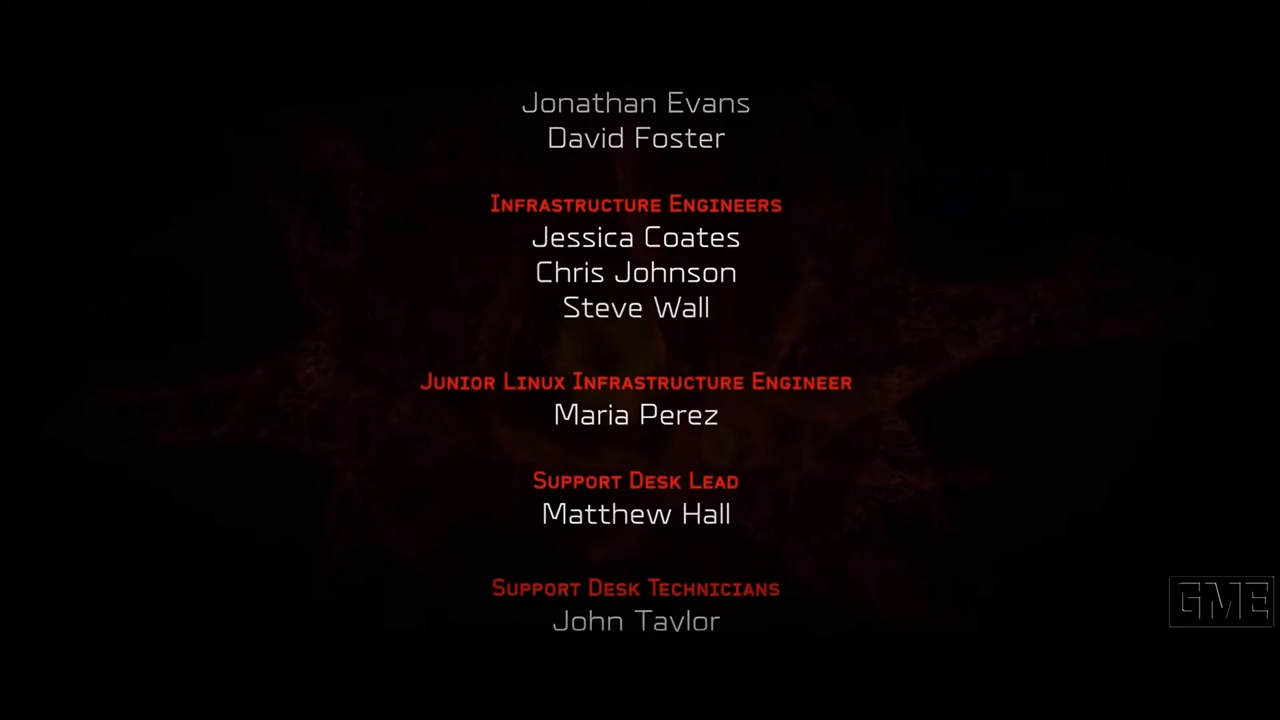 Jonathan Evans
David Foster
Infrastructure Engineers
Jessica Coates
Chris Johnson
Steve Wall
Junior Linux Infrastructure Engineer
Maria Perez
Support Desk Lead
Matthew Hall
Support Desk Technicians
John Taylor
GME